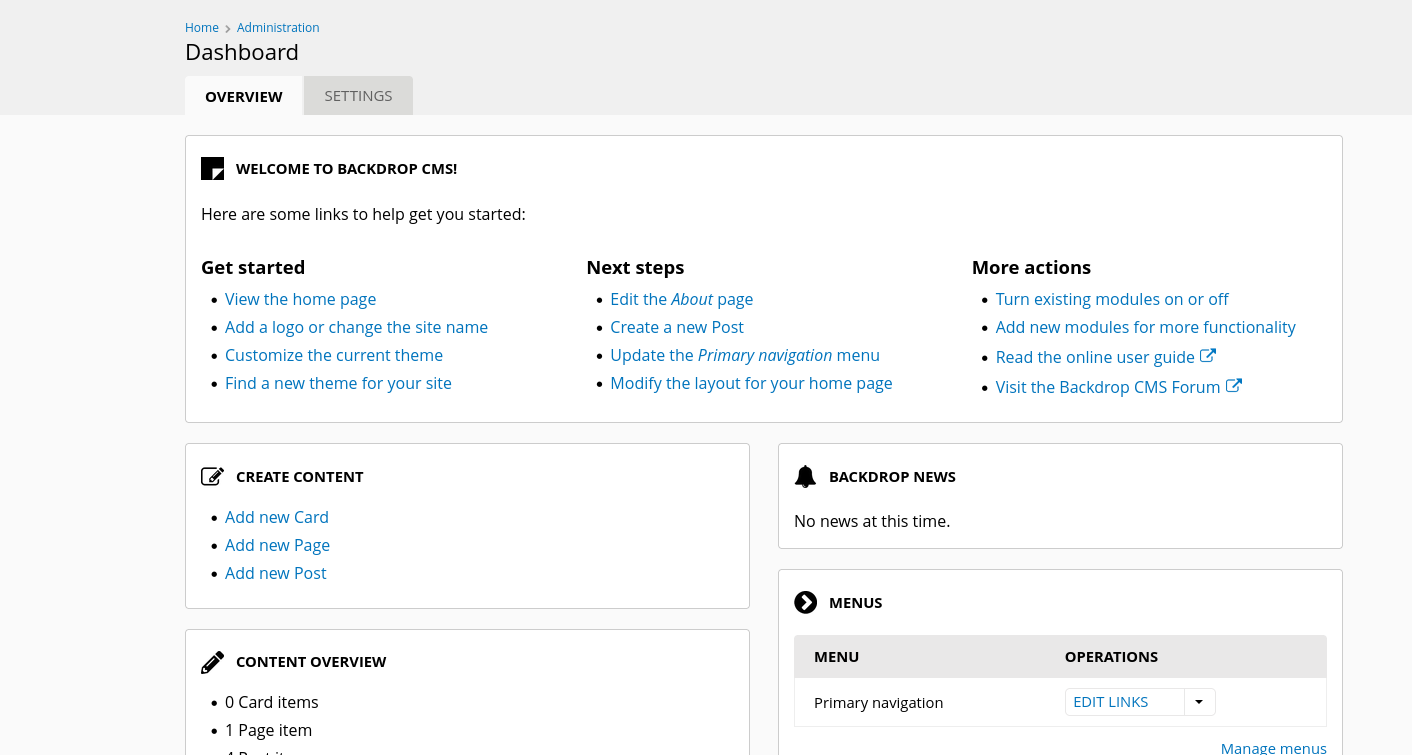 Home > Administration
Dashboard
OVERVIEW
SETTINGS
WELCOME TO BACKDROP CMS!
Here are some links to help get you started:
Get started
View the home page
Add a logo or change the site name
Customize the current theme
Find a new theme for your site
Next steps
Edit the About page
Create a new Post
Update the Primary navigation menu
Modify the layout for your home page
More actions
Turn existing modules on or off
Add new modules for more functionality
Read the online user guide
Visit the Backdrop CMS Forum
CREATE CONTENT
Add new Card
Add new Page
Add new Post
CONTENT OVERVIEW
0 Card items
1 Page item
BACKDROP NEWS
No news at this time.
MENUS
MENU OPERATIONS
Primary navigation EDIT LINKS
Manage menus